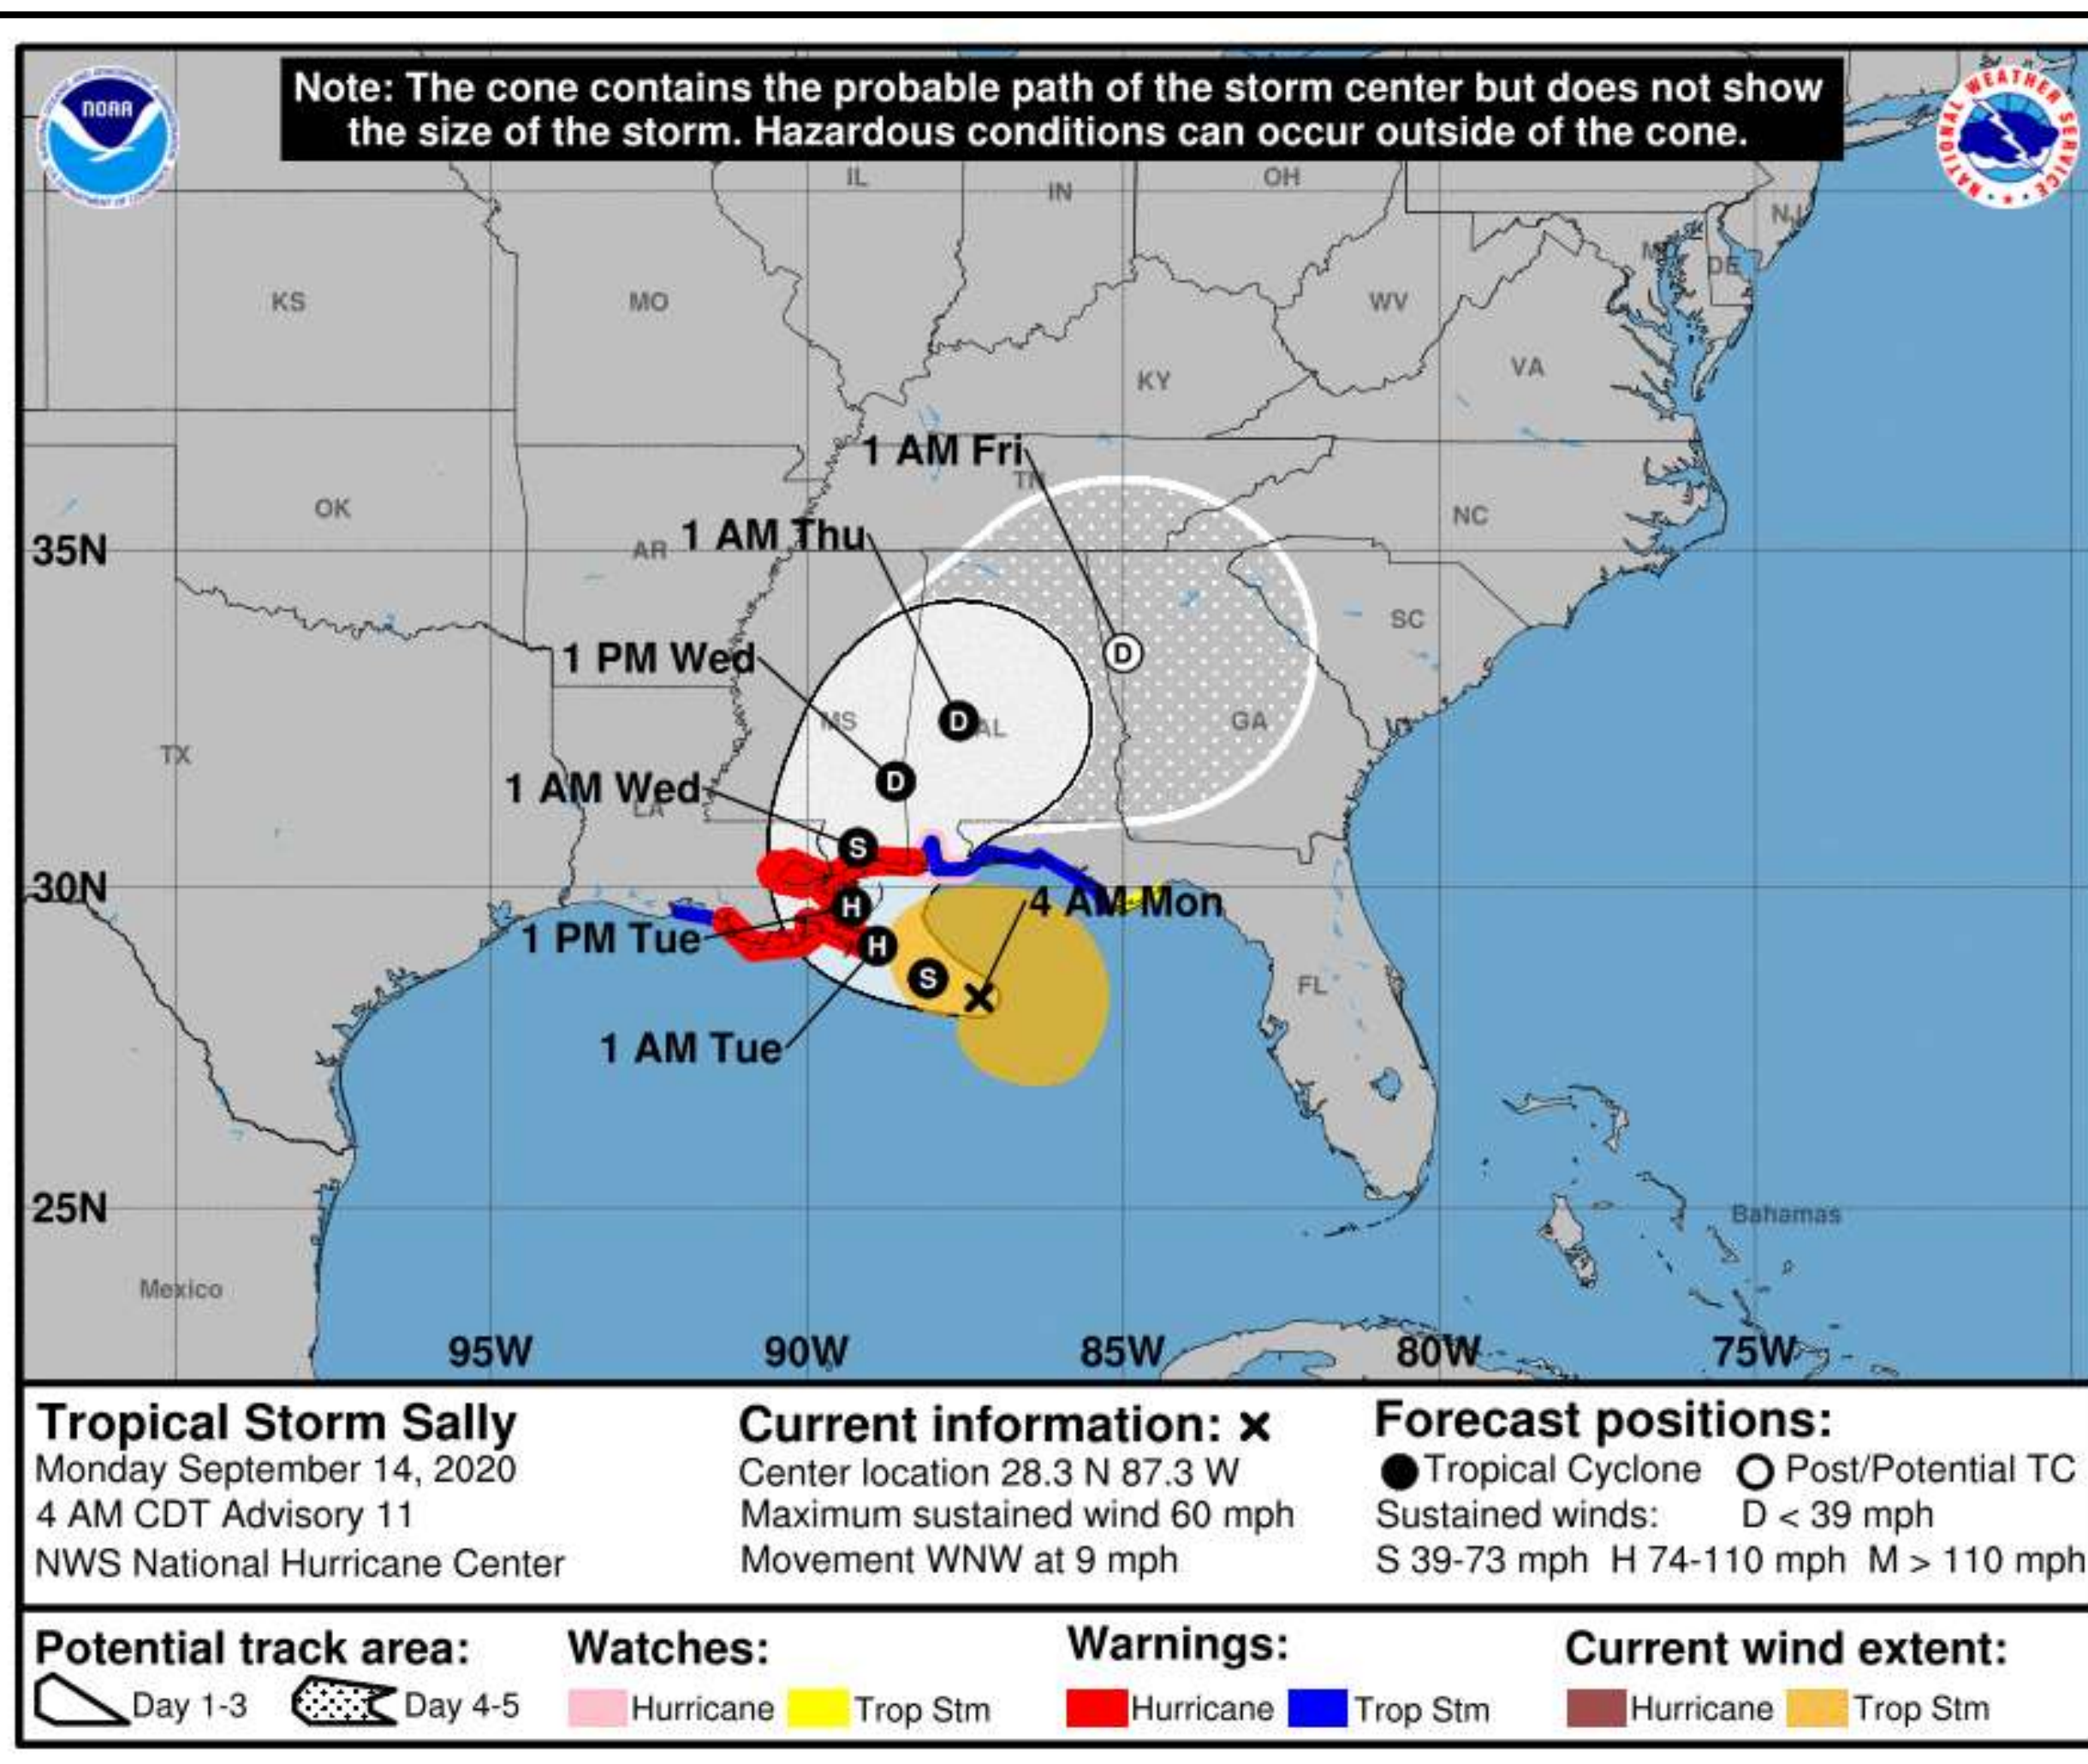 Note: The cone contains the probable path of the storm center but does not show
the size of the storm. Hazardous conditions can occur outside of the cone.
NOAA
NATIONAL WEATHER SERVICE
IL
IN
OH
NJ
DE
KS
MO
WV
VA
KY
1 AM Fri
TN
OK
NC
1 AM Thu
35N
AR
SC
1 PM Wed
D
MS
D
AL
GA
TX
D
1 AM Wed
LA
S
30N
4 AM Mon
H
1 PM Tue
H
S
FL
1 AM Tue
25N
Bahamas
Mexico
95W
90W
85W
80W
75W
Tropical Storm Sally
Monday September 14, 2020
4 AM CDT Advisory 11
NWS National Hurricane Center
Current information: x
Center location 28.3 N 87.3 W
Maximum sustained wind 60 mph
Movement WNW at 9 mph
Forecast positions:
Tropical Cyclone Post/Potential TC
Sustained winds: D < 39 mph
S 39-73 mph H 74-110 mph M > 110 mph
Potential track area:
Day 1-3 Day 4-5
Watches:
Hurricane Trop Stm
Warnings:
Hurricane Trop Stm
Current wind extent:
Hurricane Trop Stm